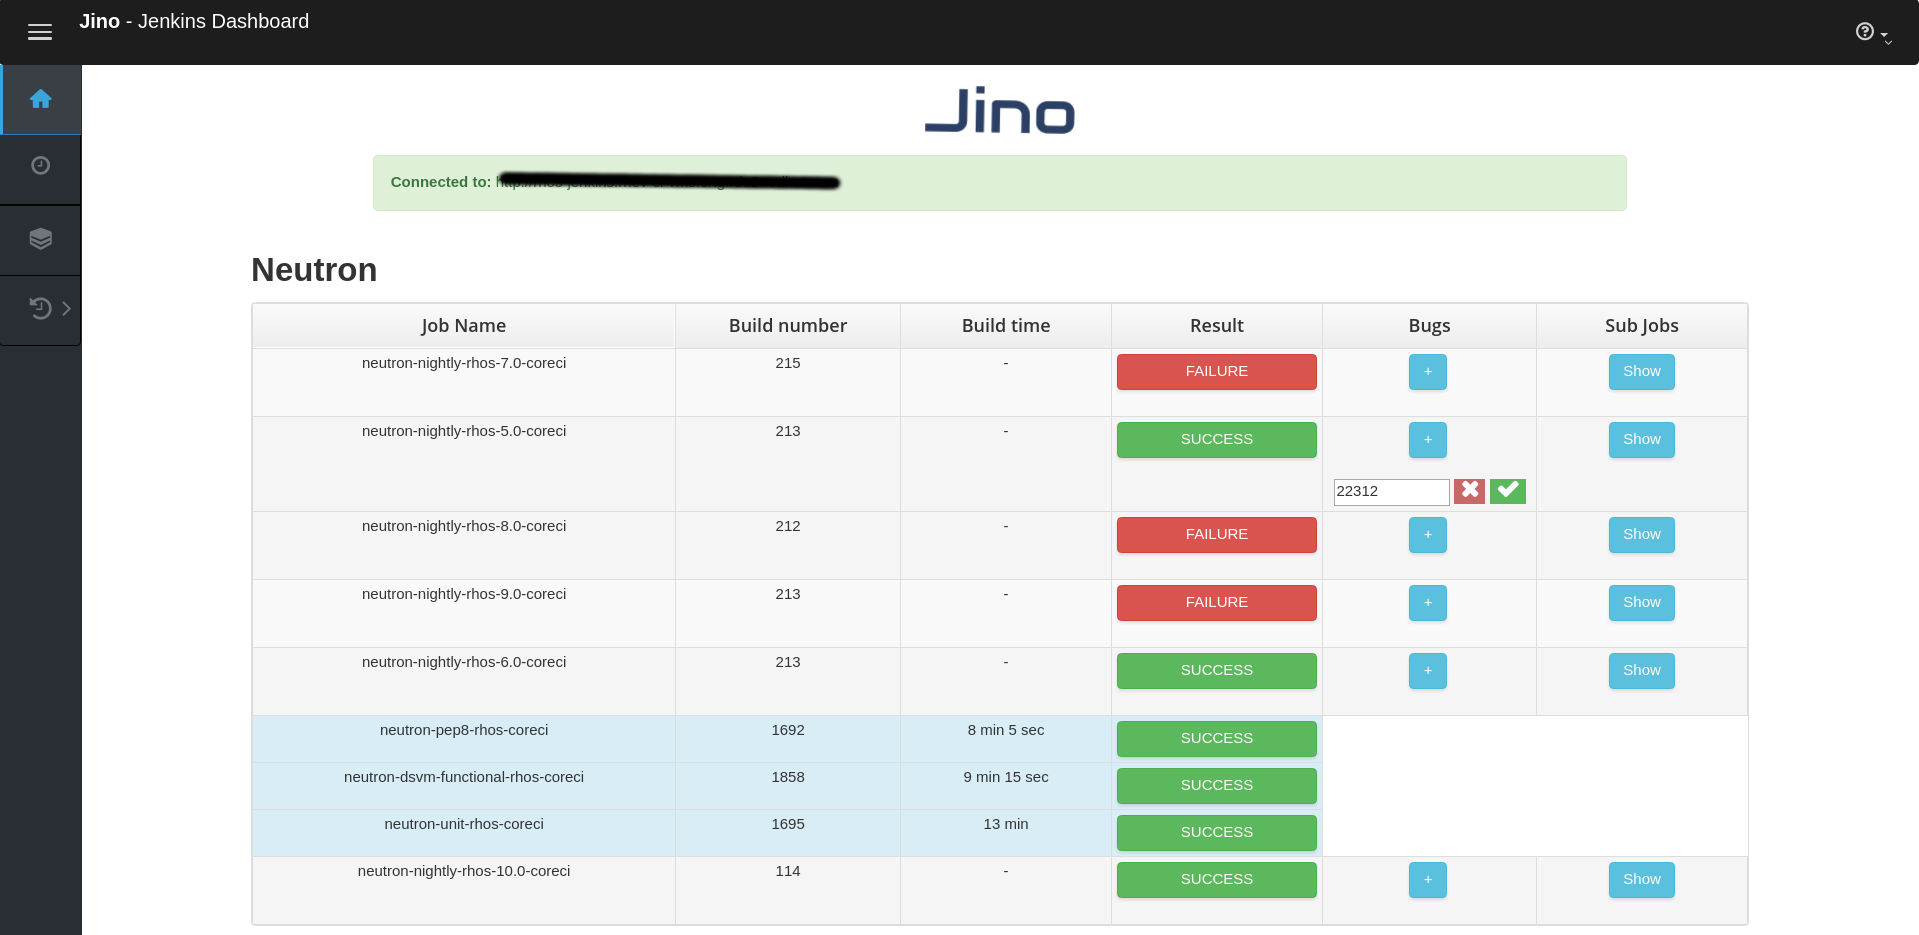 Jino - Jenkins Dashboard
Jino
Connected to:
Neutron
Job Name Build number Build time Result Bugs Sub Jobs
neutron-nightly-rhos-7.0-coreci 215 - FAILURE + Show
neutron-nightly-rhos-5.0-coreci 213 - SUCCESS + Show
22312
neutron-nightly-rhos-8.0-coreci 212 - FAILURE + Show
neutron-nightly-rhos-9.0-coreci 213 - FAILURE + Show
neutron-nightly-rhos-6.0-coreci 213 - SUCCESS + Show
neutron-pep8-rhos-coreci 1692 8 min 5 sec SUCCESS
neutron-dsvm-functional-rhos-coreci 1858 9 min 15 sec SUCCESS
neutron-unit-rhos-coreci 1695 13 min SUCCESS
neutron-nightly-rhos-10.0-coreci 114 - SUCCESS + Show